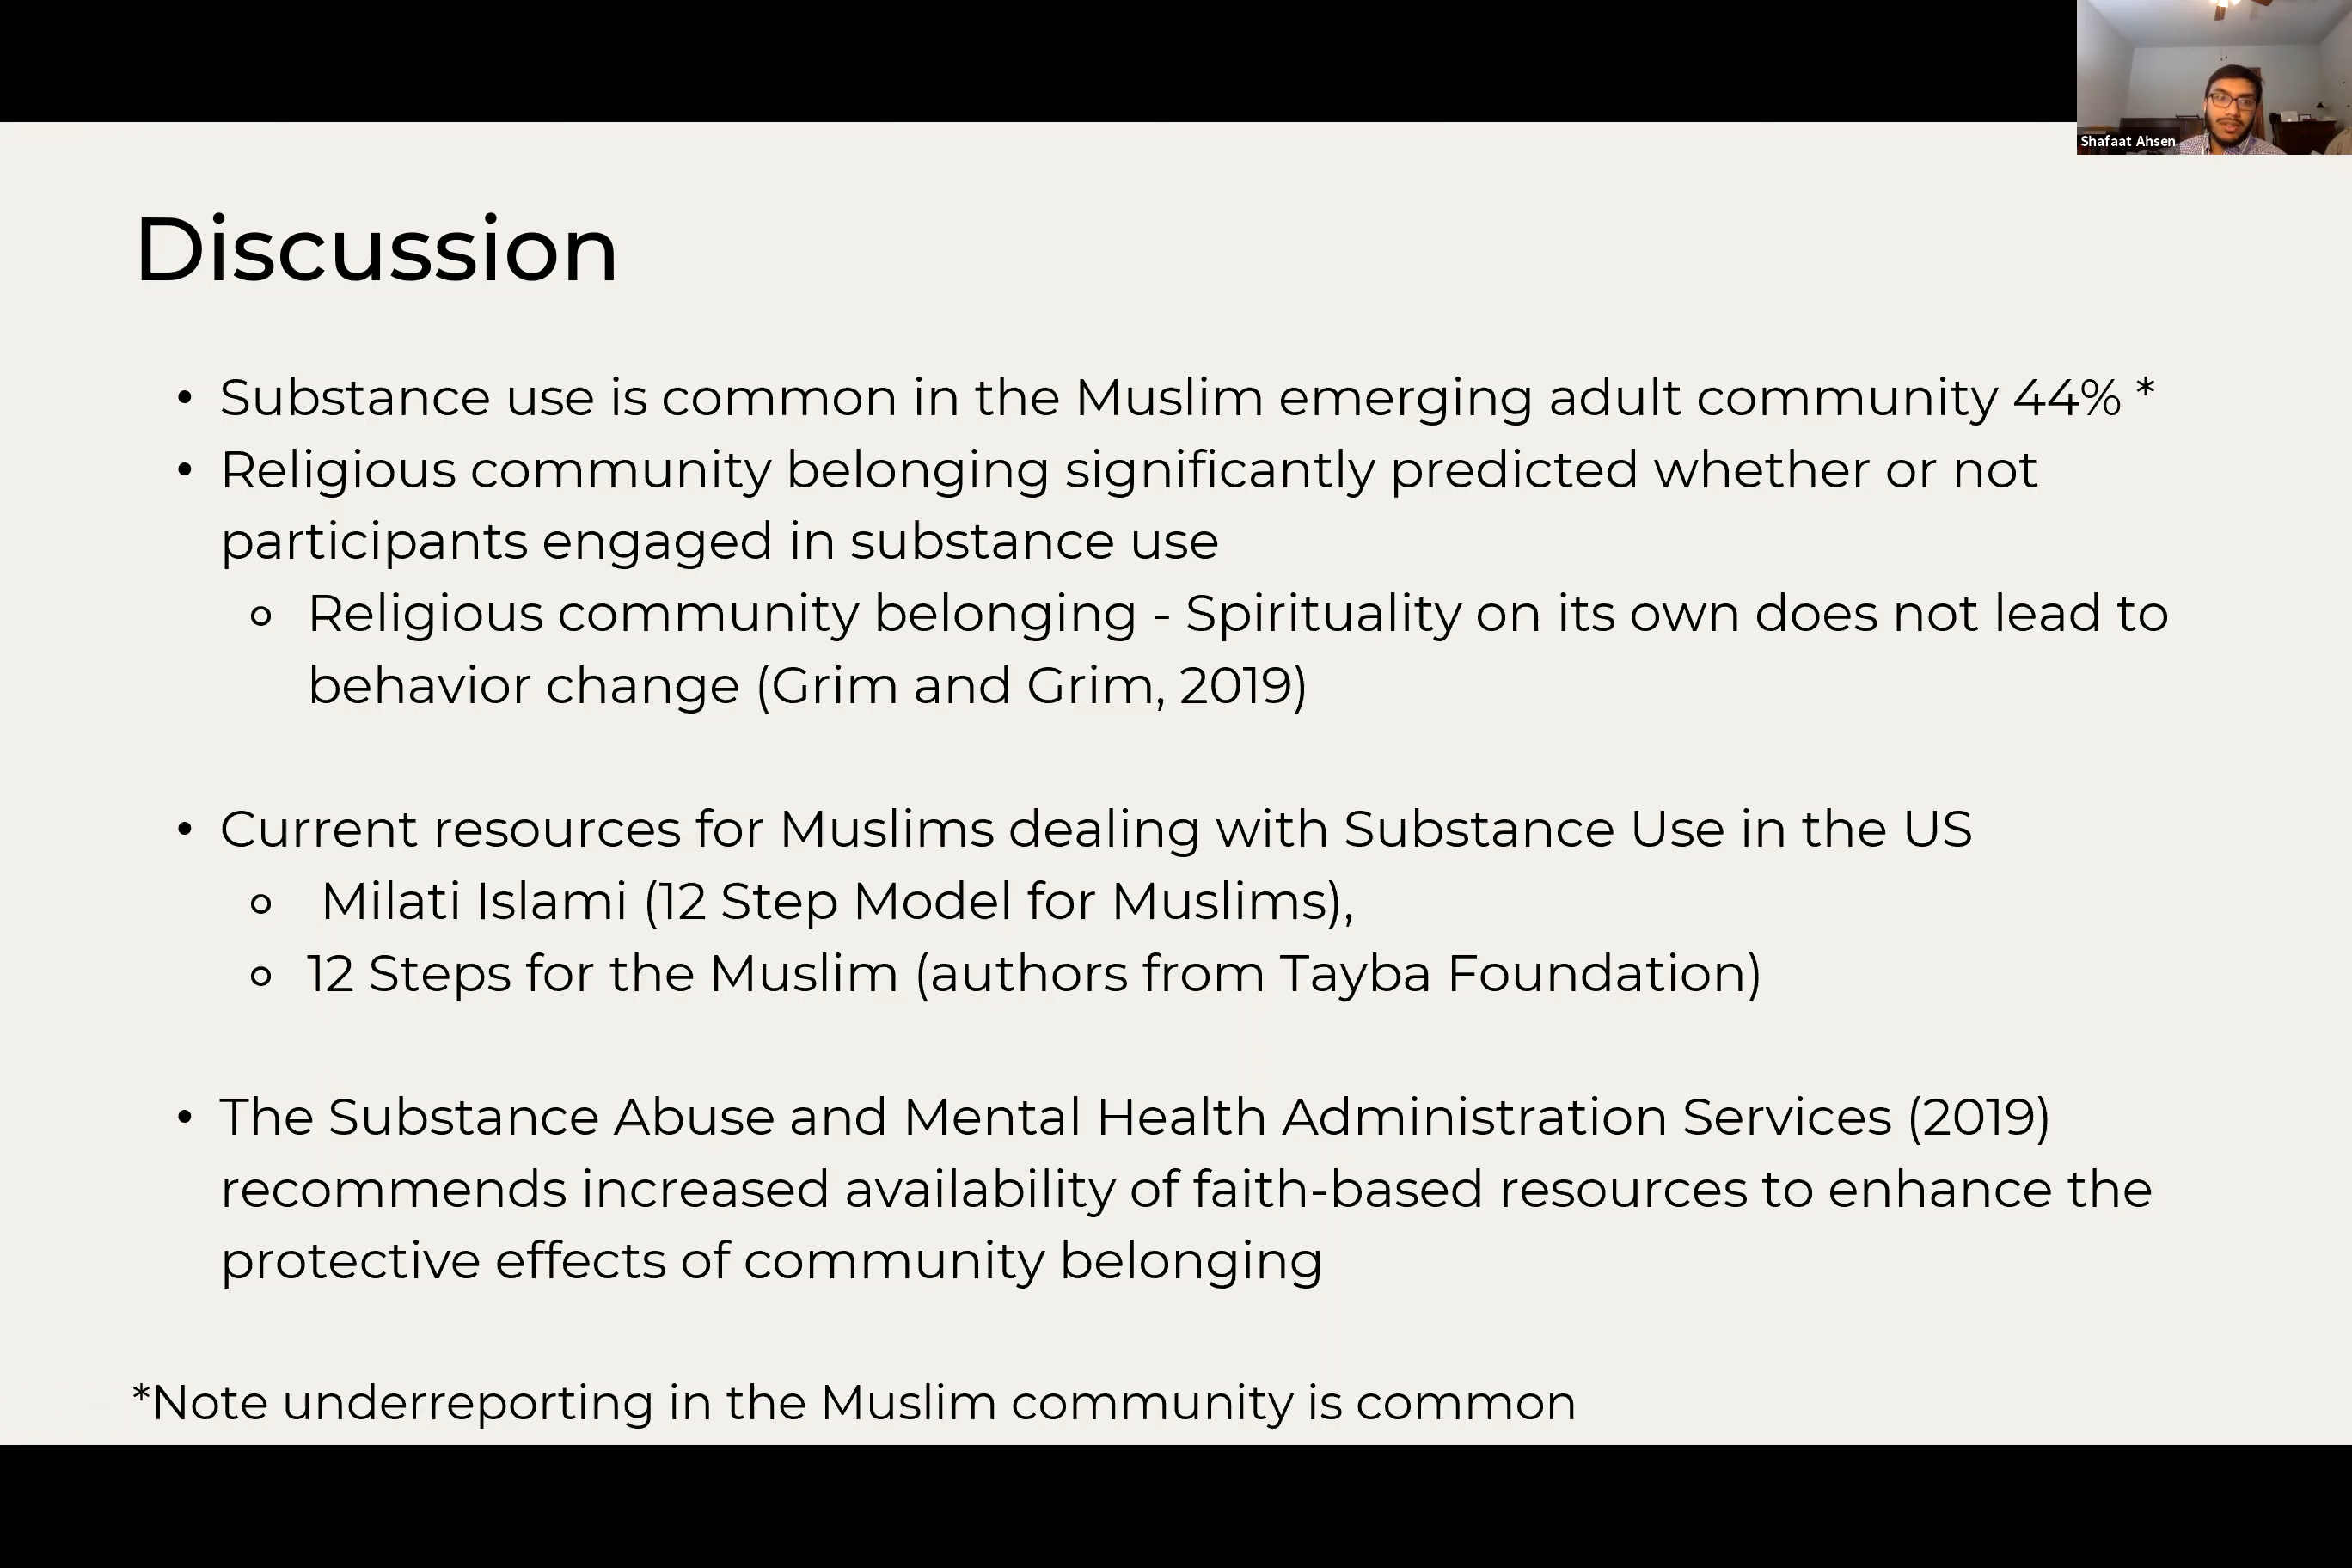 Shafaat Ahsen
Discussion
• Substance use is common in the Muslim emerging adult community 44% *
• Religious community belonging significantly predicted whether or not
participants engaged in substance use
○ Religious community belonging - Spirituality on its own does not lead to
behavior change (Grim and Grim, 2019)
• Current resources for Muslims dealing with Substance Use in the US
○ Milati Islami (12 Step Model for Muslims),
○ 12 Steps for the Muslim (authors from Tayba Foundation)
• The Substance Abuse and Mental Health Administration Services (2019)
recommends increased availability of faith-based resources to enhance the
protective effects of community belonging
*Note underreporting in the Muslim community is common